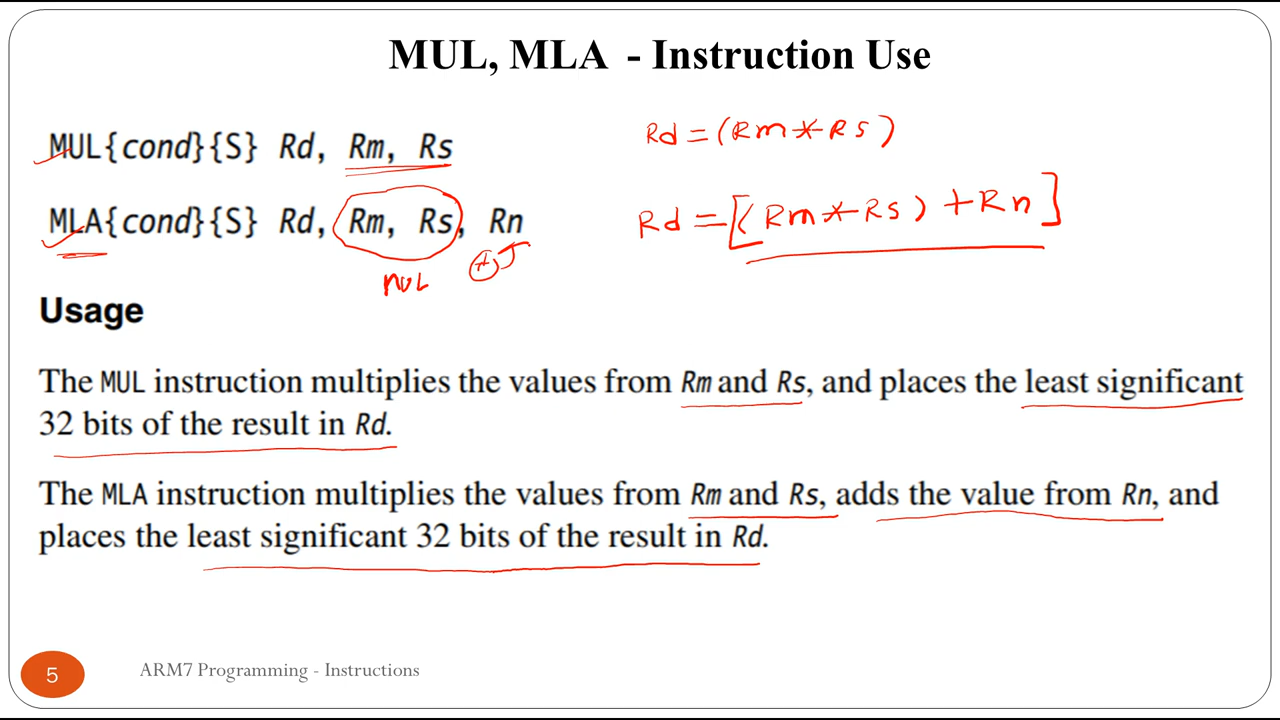 MUL, MLA - Instruction Use
MUL{cond}{S} Rd, Rm, Rs
Rd = (Rm * Rs)
MLA{cond}{S} Rd, Rm, Rs, Rn
Rd = [(Rm * Rs) + Rn]
MUL
+
Usage
The MUL instruction multiplies the values from Rm and Rs, and places the least significant
32 bits of the result in Rd.
The MLA instruction multiplies the values from Rm and Rs, adds the value from Rn, and
places the least significant 32 bits of the result in Rd.
5
ARM7 Programming - Instructions